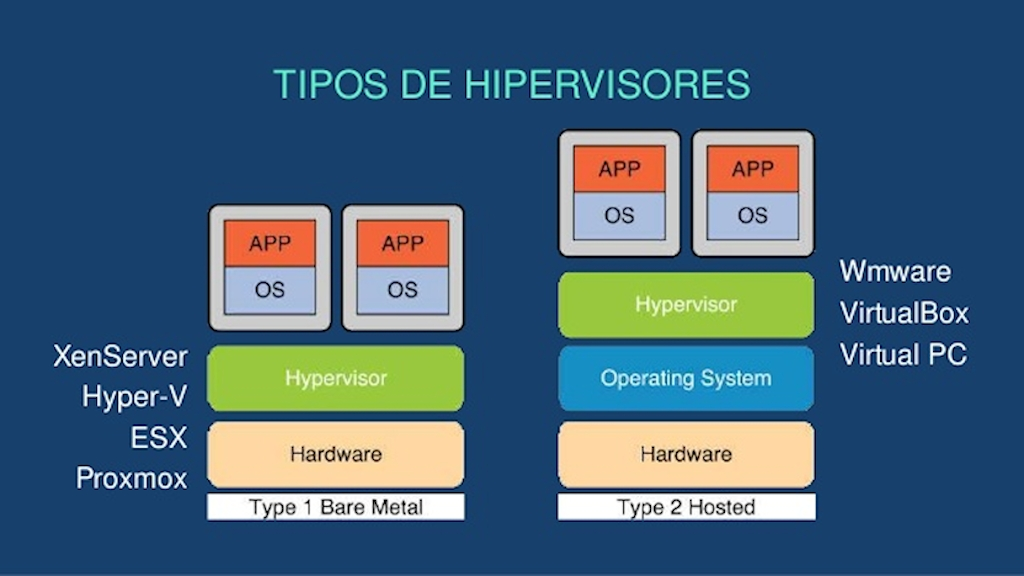 TIPOS DE HIPERVISORES
APP
APP
OS
OS
Hypervisor
Hardware
Type 1 Bare Metal
XenServer
Hyper-V
ESX
Proxmox
APP
APP
OS
OS
Hypervisor
Operating System
Hardware
Type 2 Hosted
Wmware
VirtualBox
Virtual PC